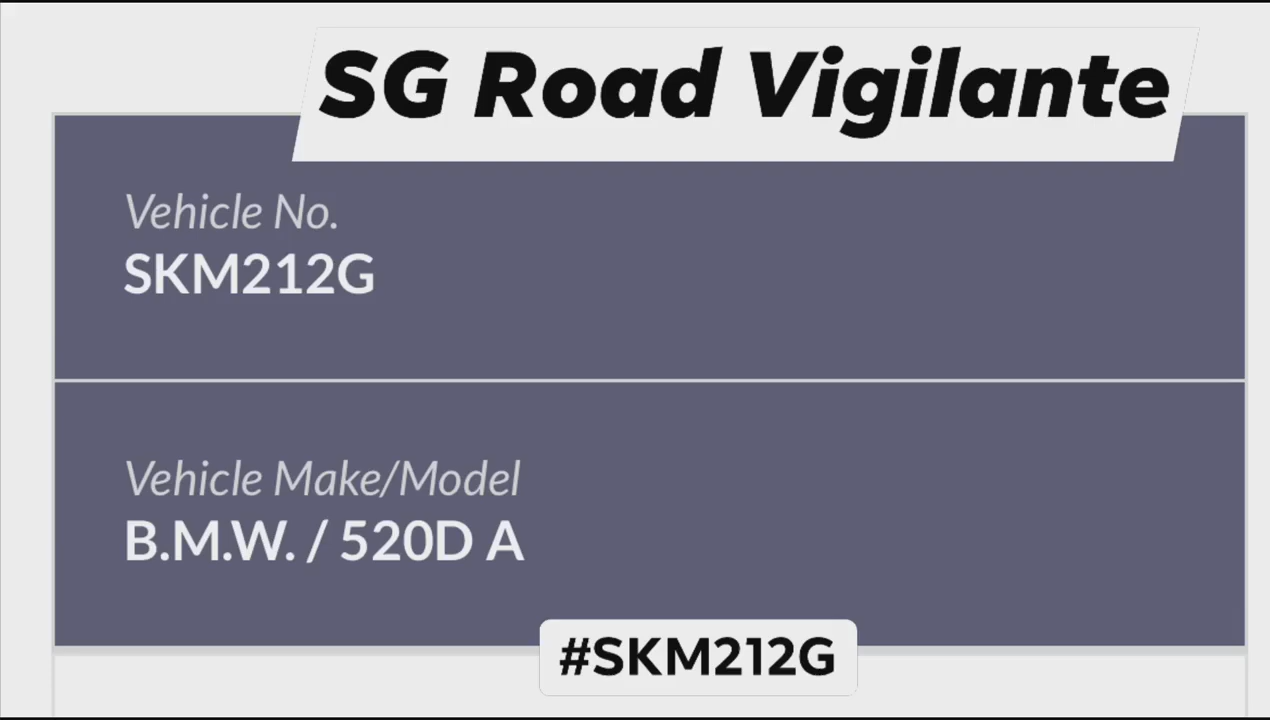 SG Road Vigilante
Vehicle No.
SKM212G
Vehicle Make/Model
B.M.W. / 520D A
#SKM212G